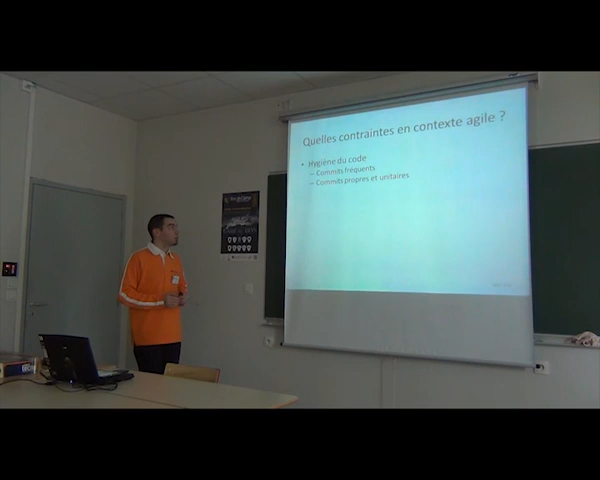 Quelles contraintes en contexte agile ?
• Hygiène du code
– Commits fréquents
– Commits propres et unitaires